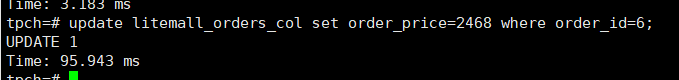 Time: 3.183 ms
tpch=# update litemall_orders_col set order_price=2468 where order_id=6;
UPDATE 1
Time: 95.943 ms
tpch=#